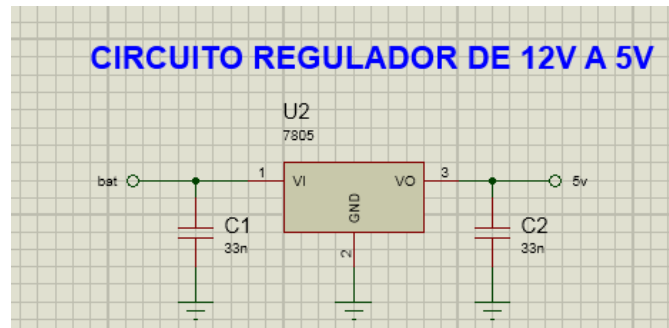 CIRCUITO REGULADOR DE 12V A 5V
U2
7805
bat 1 VI VO 3 5v
GND
2
C1
33n
C2
33n